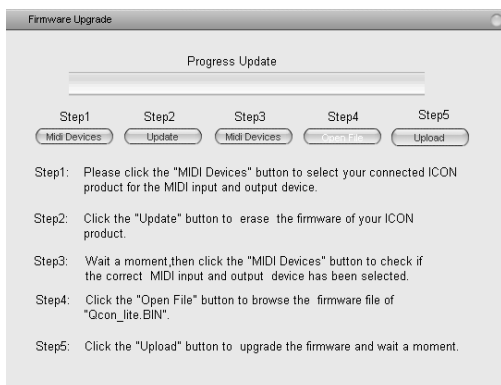 Firmware Upgrade
Progress Update
Step1 Step2 Step3 Step4 Step5
Midi Devices Update Midi Devices Open File Upload
Step1: Please click the "MIDI Devices" button to select your connected ICON
product for the MIDI input and output device.
Step2: Click the "Update" button to erase the firmware of your ICON
product.
Step3: Wait a moment,then click the "MIDI Devices" button to check if
the correct MIDI input and output device has been selected.
Step4: Click the "Open File" button to browse the firmware file of
"Qcon_lite.BIN".
Step5: Click the "Upload" button to upgrade the firmware and wait a moment.